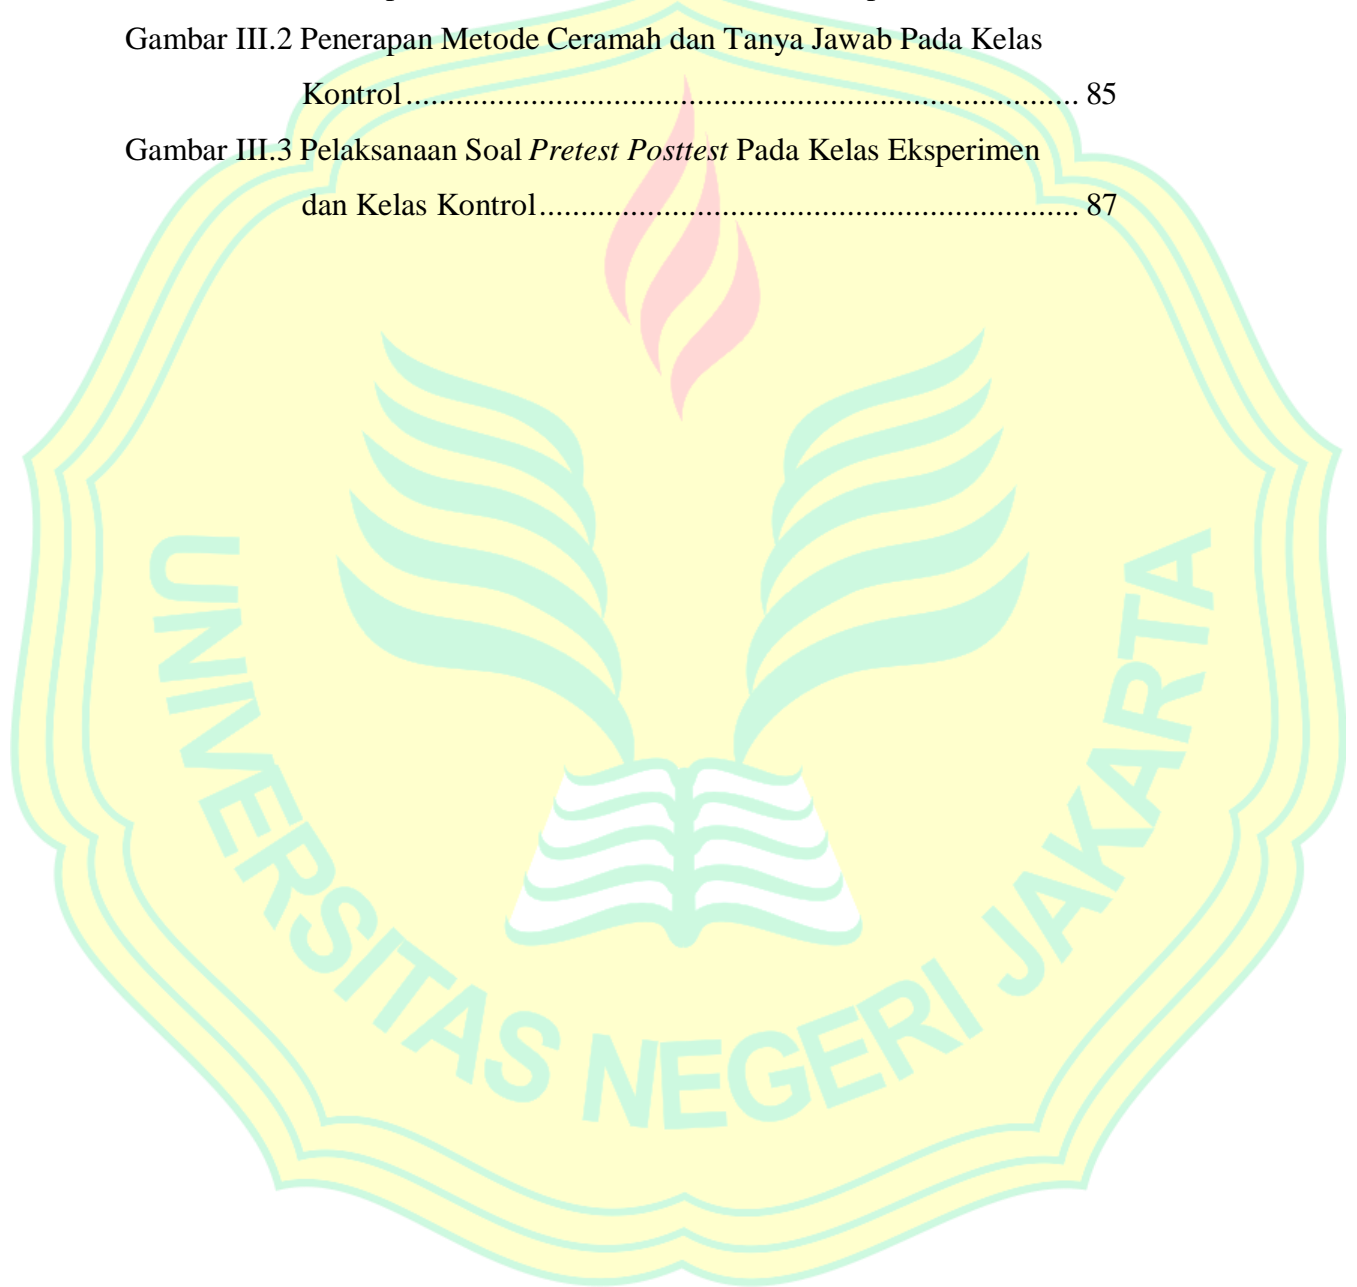 Gambar III.2 Penerapan Metode Ceramah dan Tanya Jawab Pada Kelas
Kontrol................................................................................ 85
Gambar III.3 Pelaksanaan Soal Pretest Posttest Pada Kelas Eksperimen
dan Kelas Kontrol................................................................. 87
UNIVERSITAS NEGERI JAKARTA